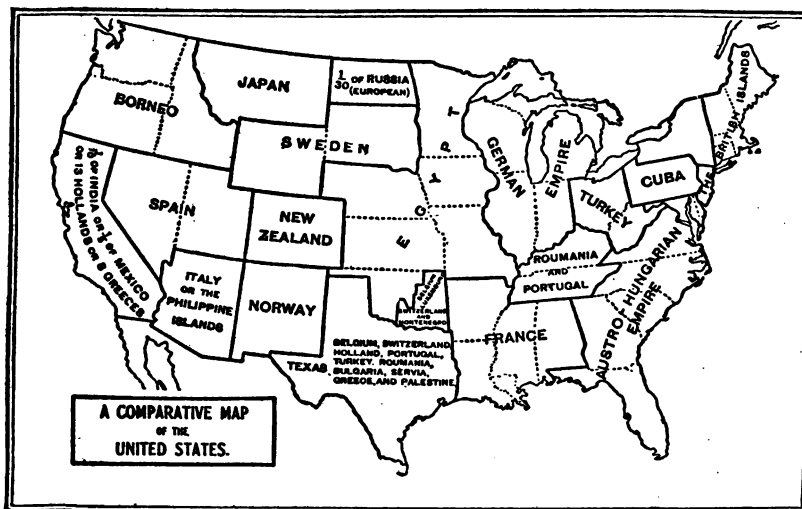 JAPAN
1/30 OF RUSSIA
(EUROPEAN)
BORNEO
SWEDEN
EGYPT
GERMAN
EMPIRE
THE BRITISH ISLANDS
CUBA
TURKEY
SPAIN
NEW
ZEALAND
OF INDIA OR 1/5 OF MEXICO
OR 13 HOLLANDS OR 8 GREECES
ITALY
OR THE
PHILIPPINE
ISLANDS
NORWAY
SWITZERLAND
AND
MONTENEGRO
ROUMANIA
AND
PORTUGAL
AUSTRO-HUNGARIAN
EMPIRE
FRANCE
TEXAS
BELGIUM, SWITZERLAND,
HOLLAND, PORTUGAL,
TURKEY, ROUMANIA,
BULGARIA, SERVIA,
GREECE, AND PALESTINE
A COMPARATIVE MAP
OF THE
UNITED STATES.